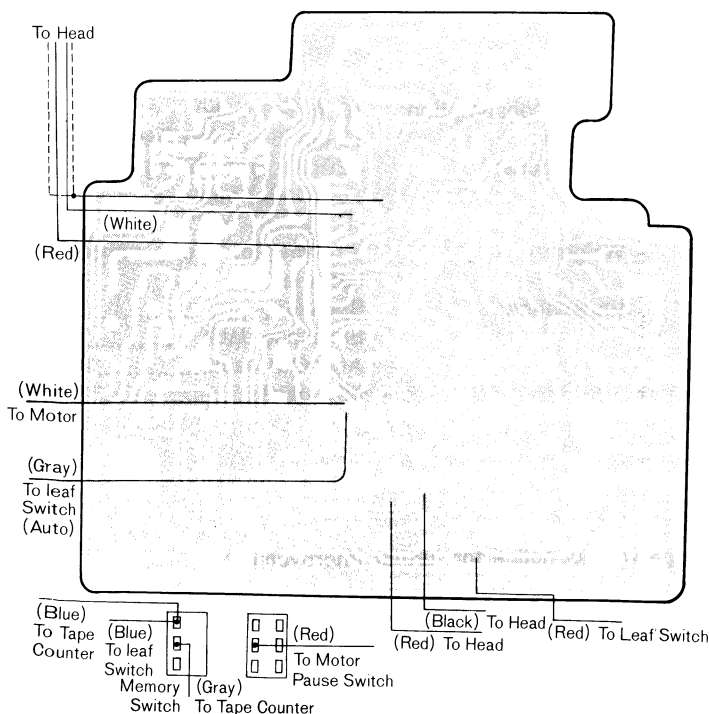 To Head
(White)
(Red)
(White)
To Motor
(Gray)
To leaf
Switch
(Auto)
(Blue)
To Tape
Counter
(Blue)
To leaf
Switch
Memory
Switch
(Gray)
To Tape Counter
(Red)
To Motor
Pause Switch
(Black) To Head
(Red) To Head
(Red) To Leaf Switch